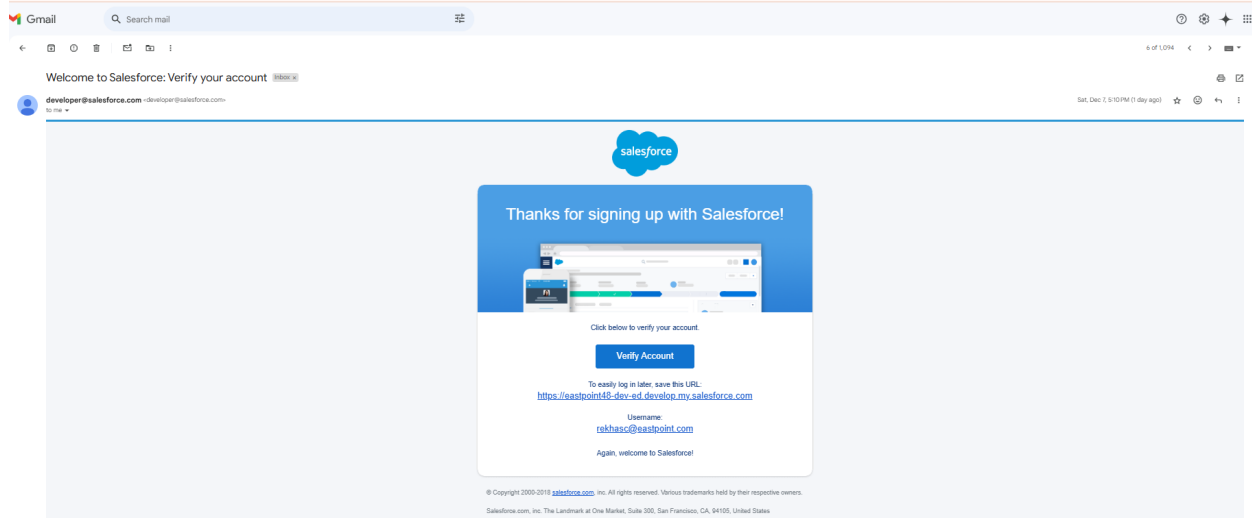 Gmail
Search mail
6 of 1,094
Welcome to Salesforce: Verify your account Inbox x
developer@salesforce.com <developer@salesforce.com>
Sat, Dec 7, 5:10 PM (1 day ago)
to me
salesforce
Thanks for signing up with Salesforce!
Click below to verify your account.
Verify Account
To easily log in later, save this URL:
https://eastpoint48-dev-ed.develop.my.salesforce.com
Username:
rekhasc@eastpoint.com
Again, welcome to Salesforce!
© Copyright 2000-2018 salesforce.com, inc. All rights reserved. Various trademarks held by their respective owners.
Salesforce.com, inc. The Landmark at One Market, Suite 300, San Francisco, CA, 94105, United States